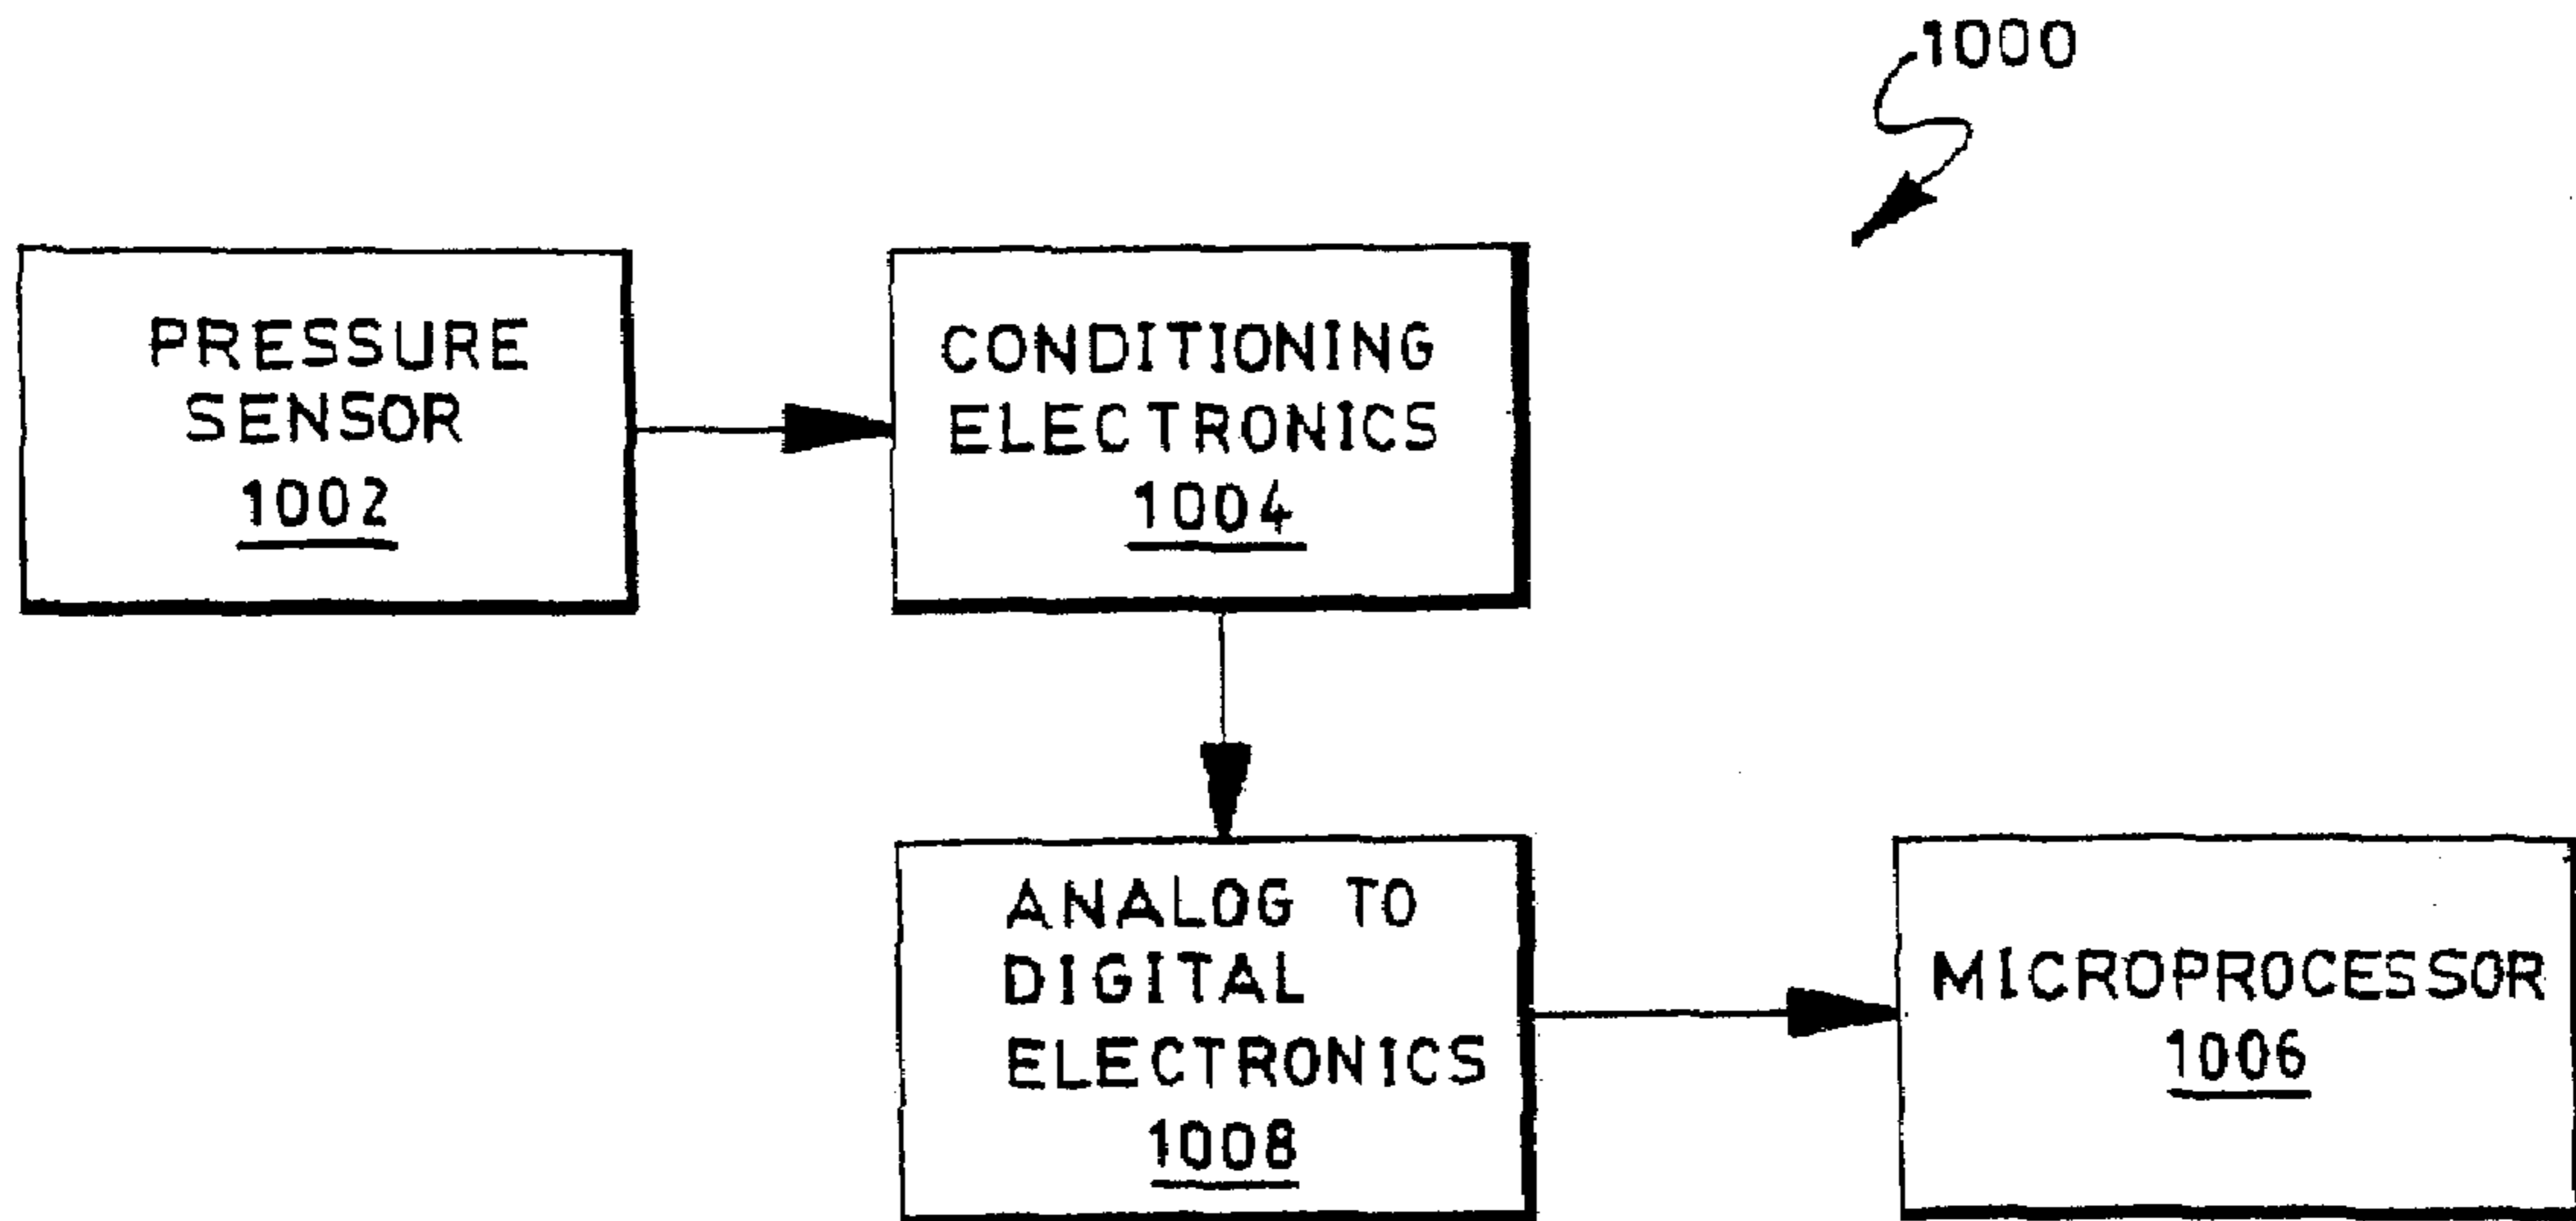 1000
PRESSURE
SENSOR
1002
CONDITIONING
ELECTRONICS
1004
ANALOG TO
DIGITAL
ELECTRONICS
1008
MICROPROCESSOR
1006